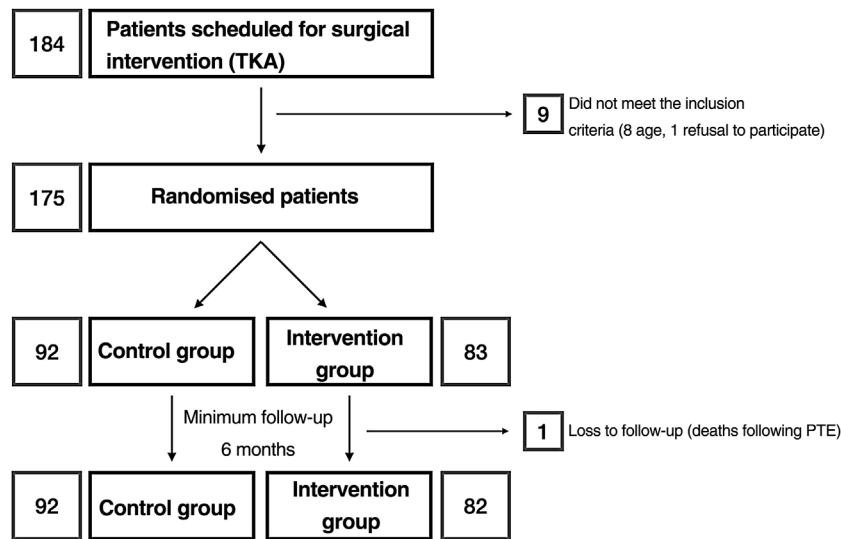 184
Patients scheduled for surgical
intervention (TKA)
9
Did not meet the inclusion
criteria (8 age, 1 refusal to participate)
175
Randomised patients
92
Control group
Intervention
group
83
Minimum follow-up
6 months
1
Loss to follow-up (deaths following PTE)
92
Control group
Intervention
group
82